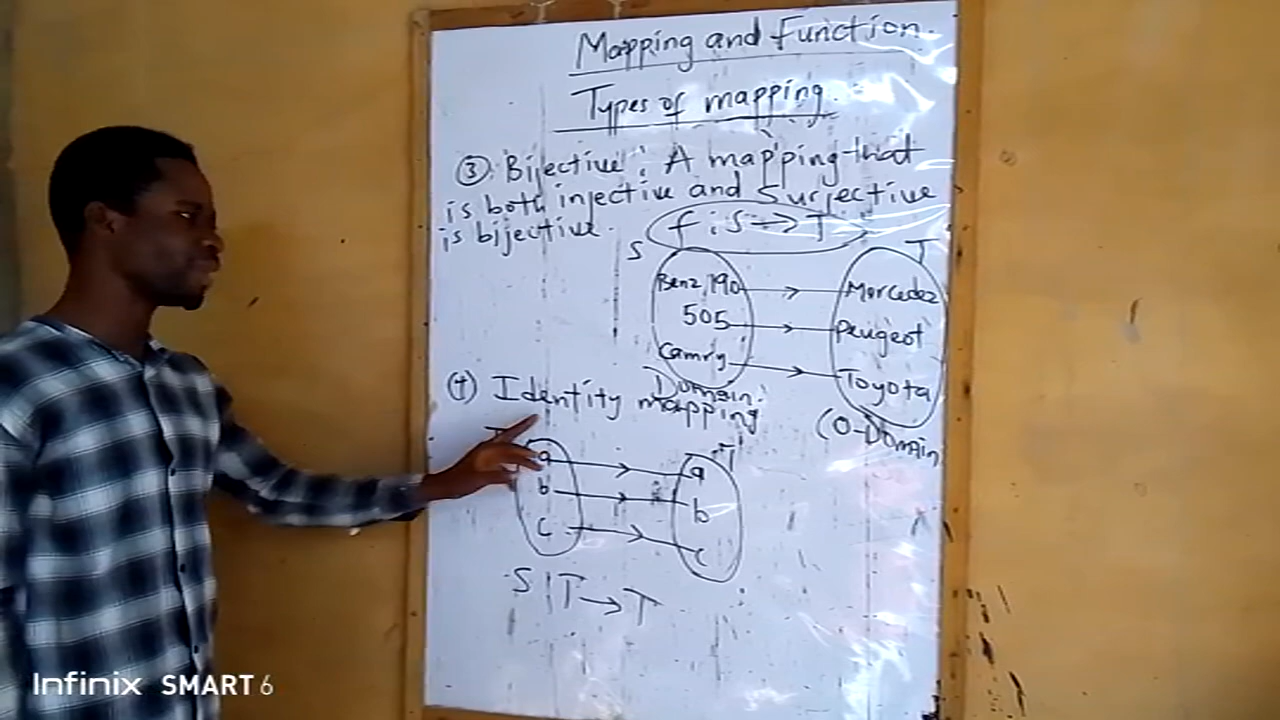 Mapping and Function.
Types of mapping.
③ Bijective: A mapping that
is both injective and Surjective
is bijective.
f: S → T
S
T
Benz, 190
Mercedez
505
Peugeot
Camry
Toyota
Domain.
Co-Domain
④ Identity mapping
T
T
a
a
b
b
c
c
S | T → T
Infinix SMART 6